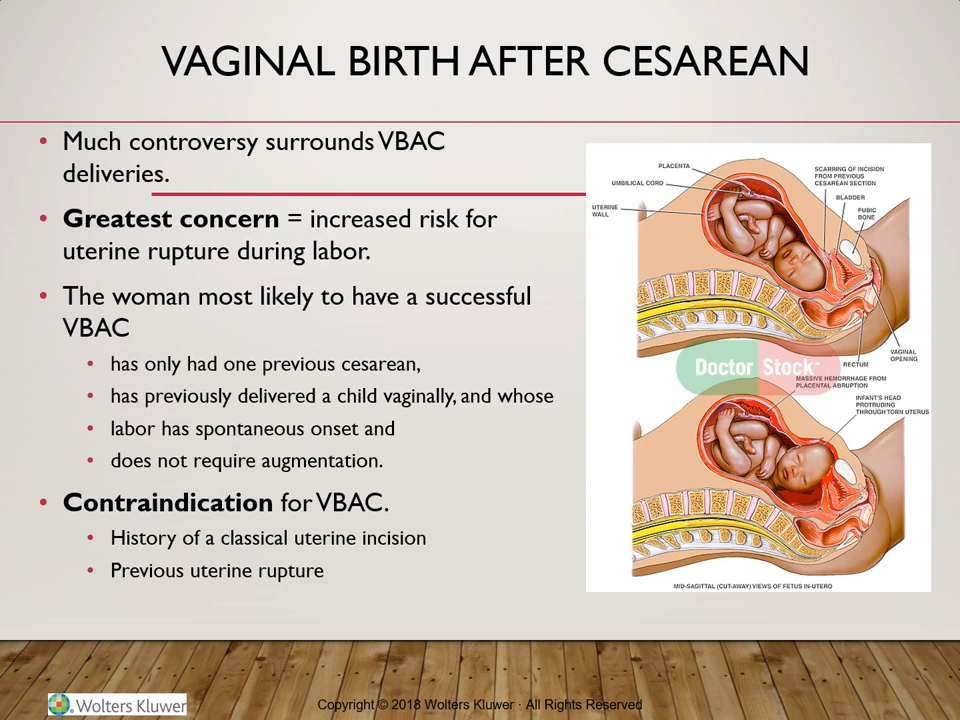 VAGINAL BIRTH AFTER CESAREAN
• Much controversy surrounds VBAC
deliveries.
• Greatest concern = increased risk for
uterine rupture during labor.
• The woman most likely to have a successful
VBAC
• has only had one previous cesarean,
• has previously delivered a child vaginally, and whose
• labor has spontaneous onset and
• does not require augmentation.
• Contraindication for VBAC.
• History of a classical uterine incision
• Previous uterine rupture
PLACENTA
UMBILICAL CORD
UTERINE
WALL
SCARRING OF INCISION
FROM PREVIOUS
CESAREAN SECTION
BLADDER
PUBIC
BONE
VAGINAL
OPENING
RECTUM
Doctor Stock
MASSIVE HEMORRHAGE FROM
PLACENTAL ABRUPTION
INFANT'S HEAD
PROTRUDING
THROUGH TORN UTERUS
MID-SAGITTAL (CUT-AWAY) VIEWS OF FETUS IN-UTERO
Wolters Kluwer
Copyright © 2018 Wolters Kluwer · All Rights Reserved